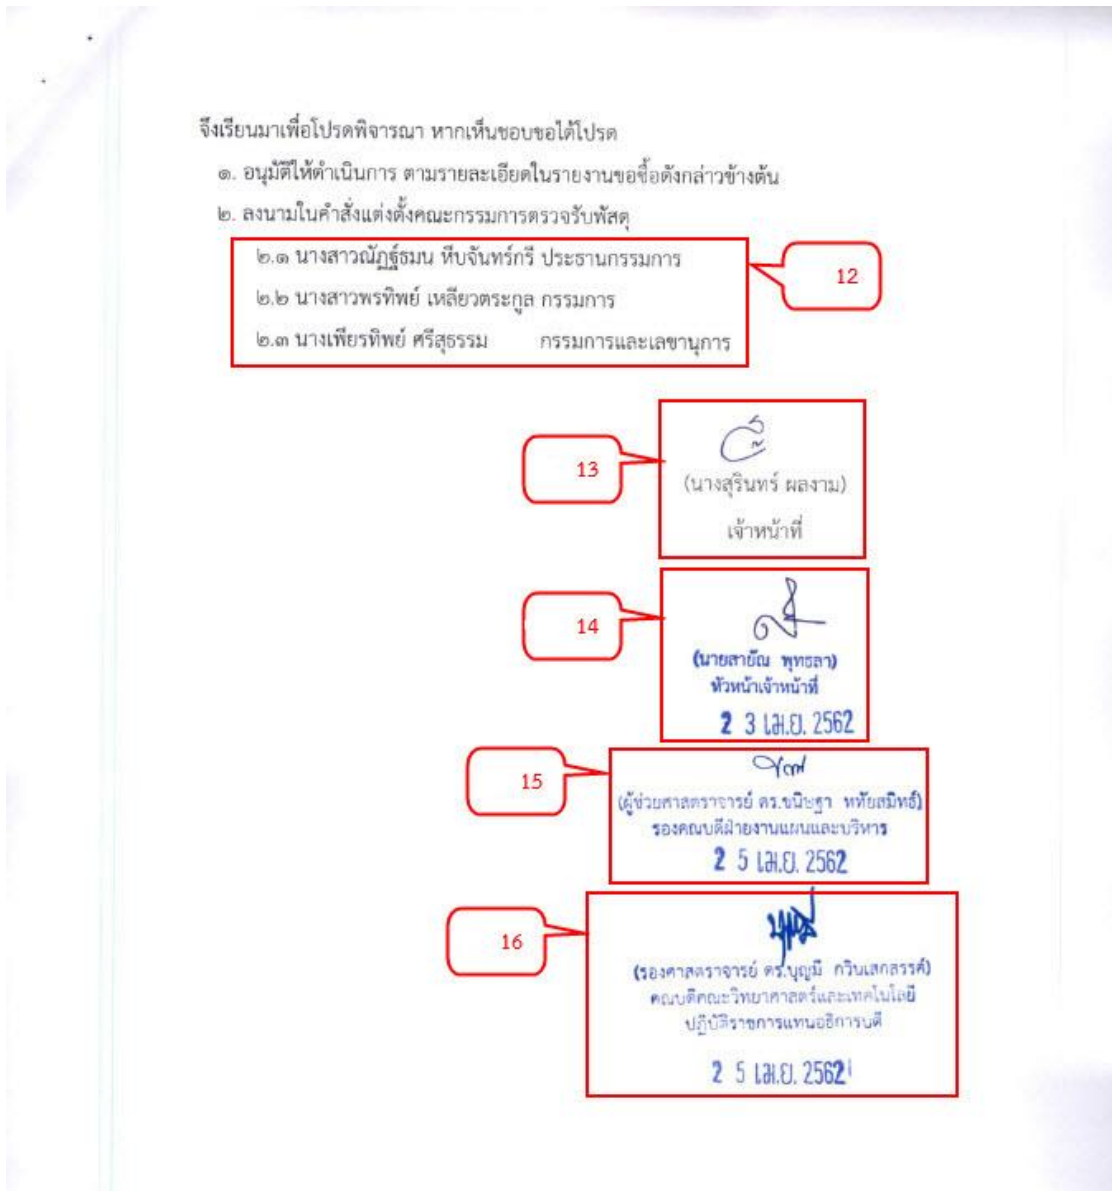 จึงเรียนมาเพื่อโปรดพิจารณา หากเห็นชอบขอได้โปรด
๑. อนุมัติให้ดำเนินการ ตามรายละเอียดในรายงานขอซื้อดังกล่าวข้างต้น
๒. ลงนามในคำสั่งแต่งตั้งคณะกรรมการตรวจรับพัสดุ
๒.๑ นางสาวณัฏฐ์ธมน หีบจันทร์กรี ประธานกรรมการ
๒.๒ นางสาวพรทิพย์ เหลียวตระกูล กรรมการ
๒.๓ นางเพียรทิพย์ ศรีสุธรรม กรรมการและเลขานุการ
12
13
(นางสุรินทร์ ผลงาม)
เจ้าหน้าที่
14
(นายสายัณ พุทธลา)
หัวหน้าเจ้าหน้าที่
2 3 เม.ย. 2562
15
(ผู้ช่วยศาสตราจารย์ ดร.ขนิษฐา หทัยสมิทธ์)
รองคณบดีฝ่ายงานแผนและบริหาร
2 5 เม.ย. 2562
16
(รองศาสตราจารย์ ดร.บุญมี กวินเสกสรรค์)
คณบดีคณะวิทยาศาสตร์และเทคโนโลยี
ปฏิบัติราชการแทนอธิการบดี
2 5 เม.ย. 2562